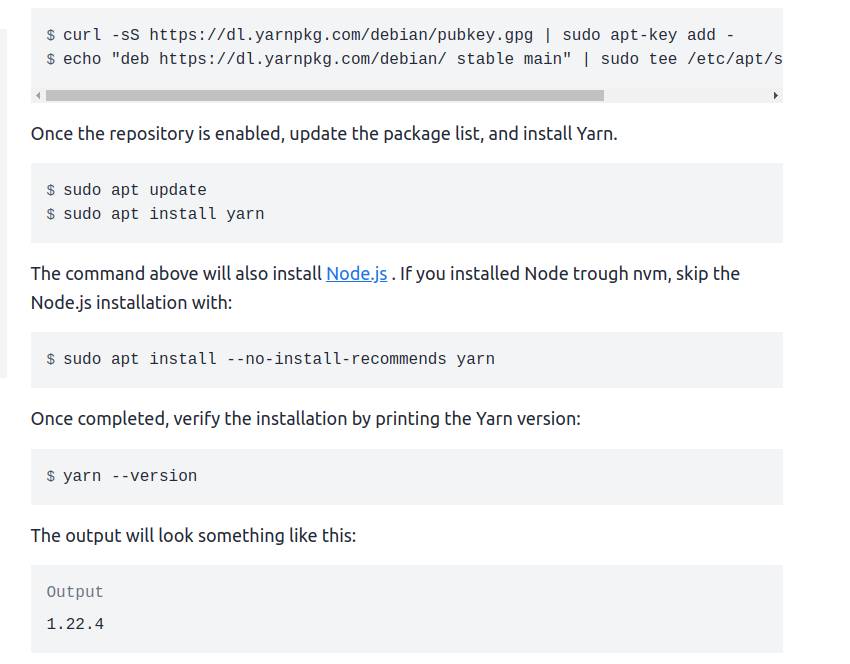 $ curl -sS https://dl.yarnpkg.com/debian/pubkey.gpg | sudo apt-key add -
$ echo "deb https://dl.yarnpkg.com/debian/ stable main" | sudo tee /etc/apt/s
Once the repository is enabled, update the package list, and install Yarn.
$ sudo apt update
$ sudo apt install yarn
The command above will also install Node.js . If you installed Node trough nvm, skip the
Node.js installation with:
$ sudo apt install --no-install-recommends yarn
Once completed, verify the installation by printing the Yarn version:
$ yarn --version
The output will look something like this:
Output
1.22.4